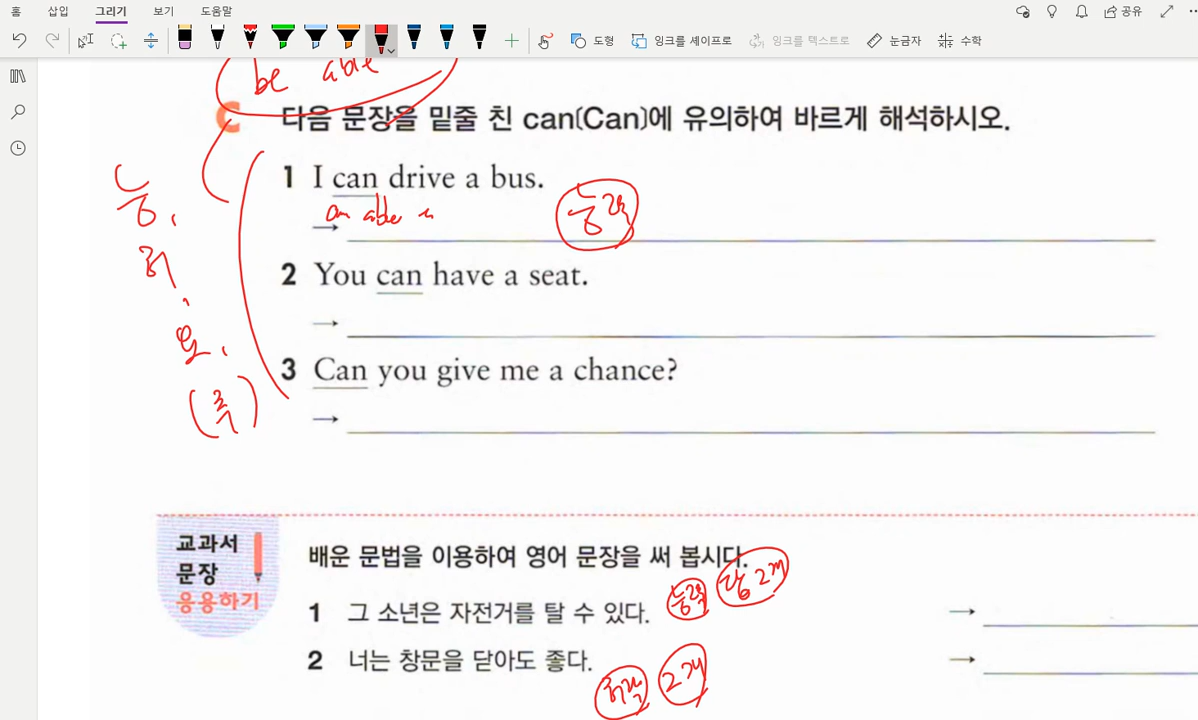 홈 삽입 그리기 보기 도움말 공유
도형 잉크를 셰이프로 잉크를 텍스트로 눈금자 수학
be able
C 다음 문장을 밑줄 친 can(Can)에 유의하여 바르게 해석하시오.
1 I can drive a bus.
능,
am able
→
능력
허
2 You can have a seat.
→
요,
3 Can you give me a chance?
→
교과서
문장
응용하기
배운 문법을 이용하여 영어 문장을 써 봅시다.
1 그 소년은 자전거를 탈 수 있다. 능력 2개 →
2 너는 창문을 닫아도 좋다. 허락 2개 →